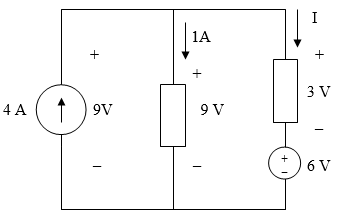 I
1A
+
+
+
4 A
9V
9 V
3 V
–
–
–
+
–
6 V